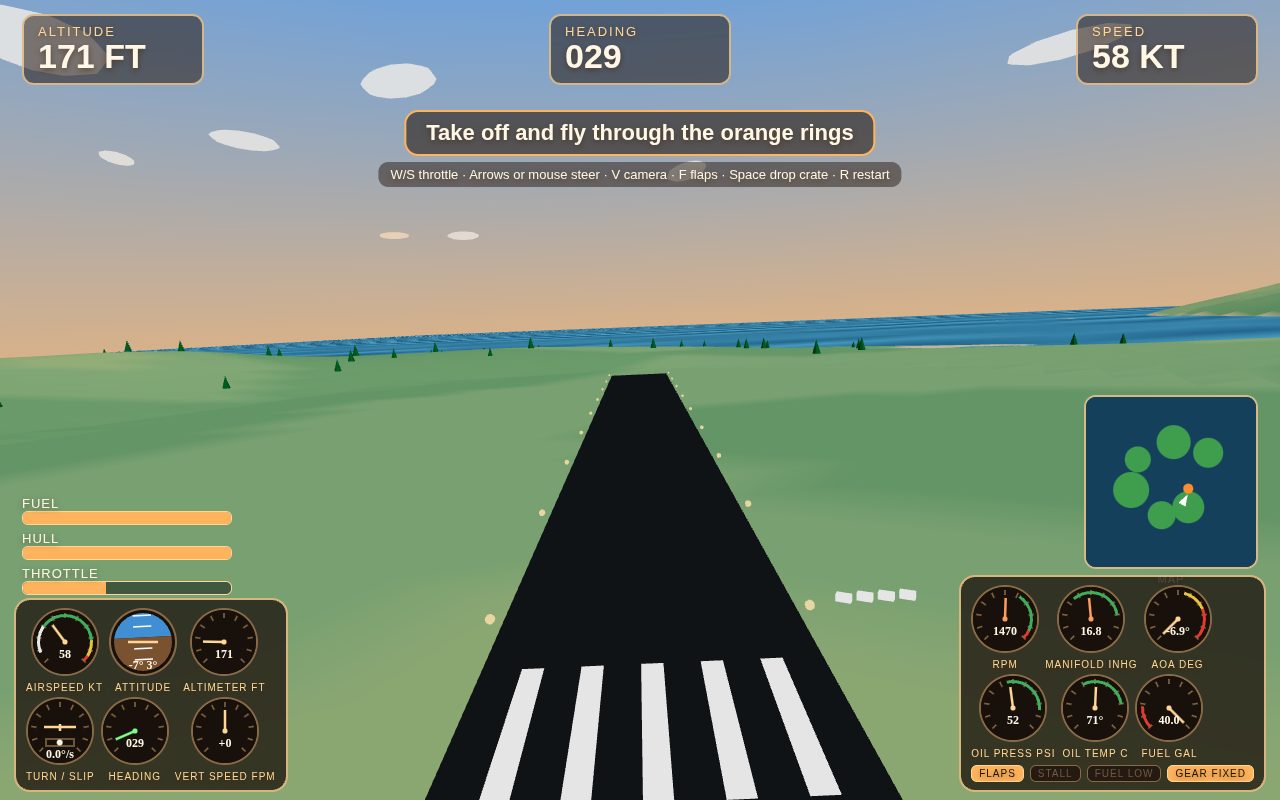 ALTITUDE
171 FT
HEADING
029
SPEED
58 KT
Take off and fly through the orange rings
W/S throttle · Arrows or mouse steer · V camera · F flaps · Space drop crate · R restart
FUEL
HULL
THROTTLE
MAP
58
-7° 3°
171
AIRSPEED KT
ATTITUDE
ALTIMETER FT
0.0°/s
029
+0
TURN / SLIP
HEADING
VERT SPEED FPM
1470
16.8
-6.9°
RPM
MANIFOLD INHG
AOA DEG
52
71°
40.0
OIL PRESS PSI
OIL TEMP C
FUEL GAL
FLAPS
STALL
FUEL LOW
GEAR FIXED